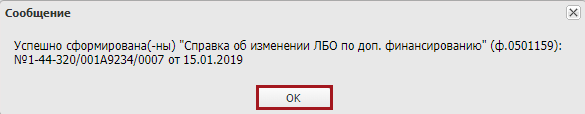 Сообщение
Успешно сформирована(-ны) "Справка об изменении ЛБО по доп. финансированию" (ф.0501159):
№1-44-320/001А9234/0007 от 15.01.2019
OK